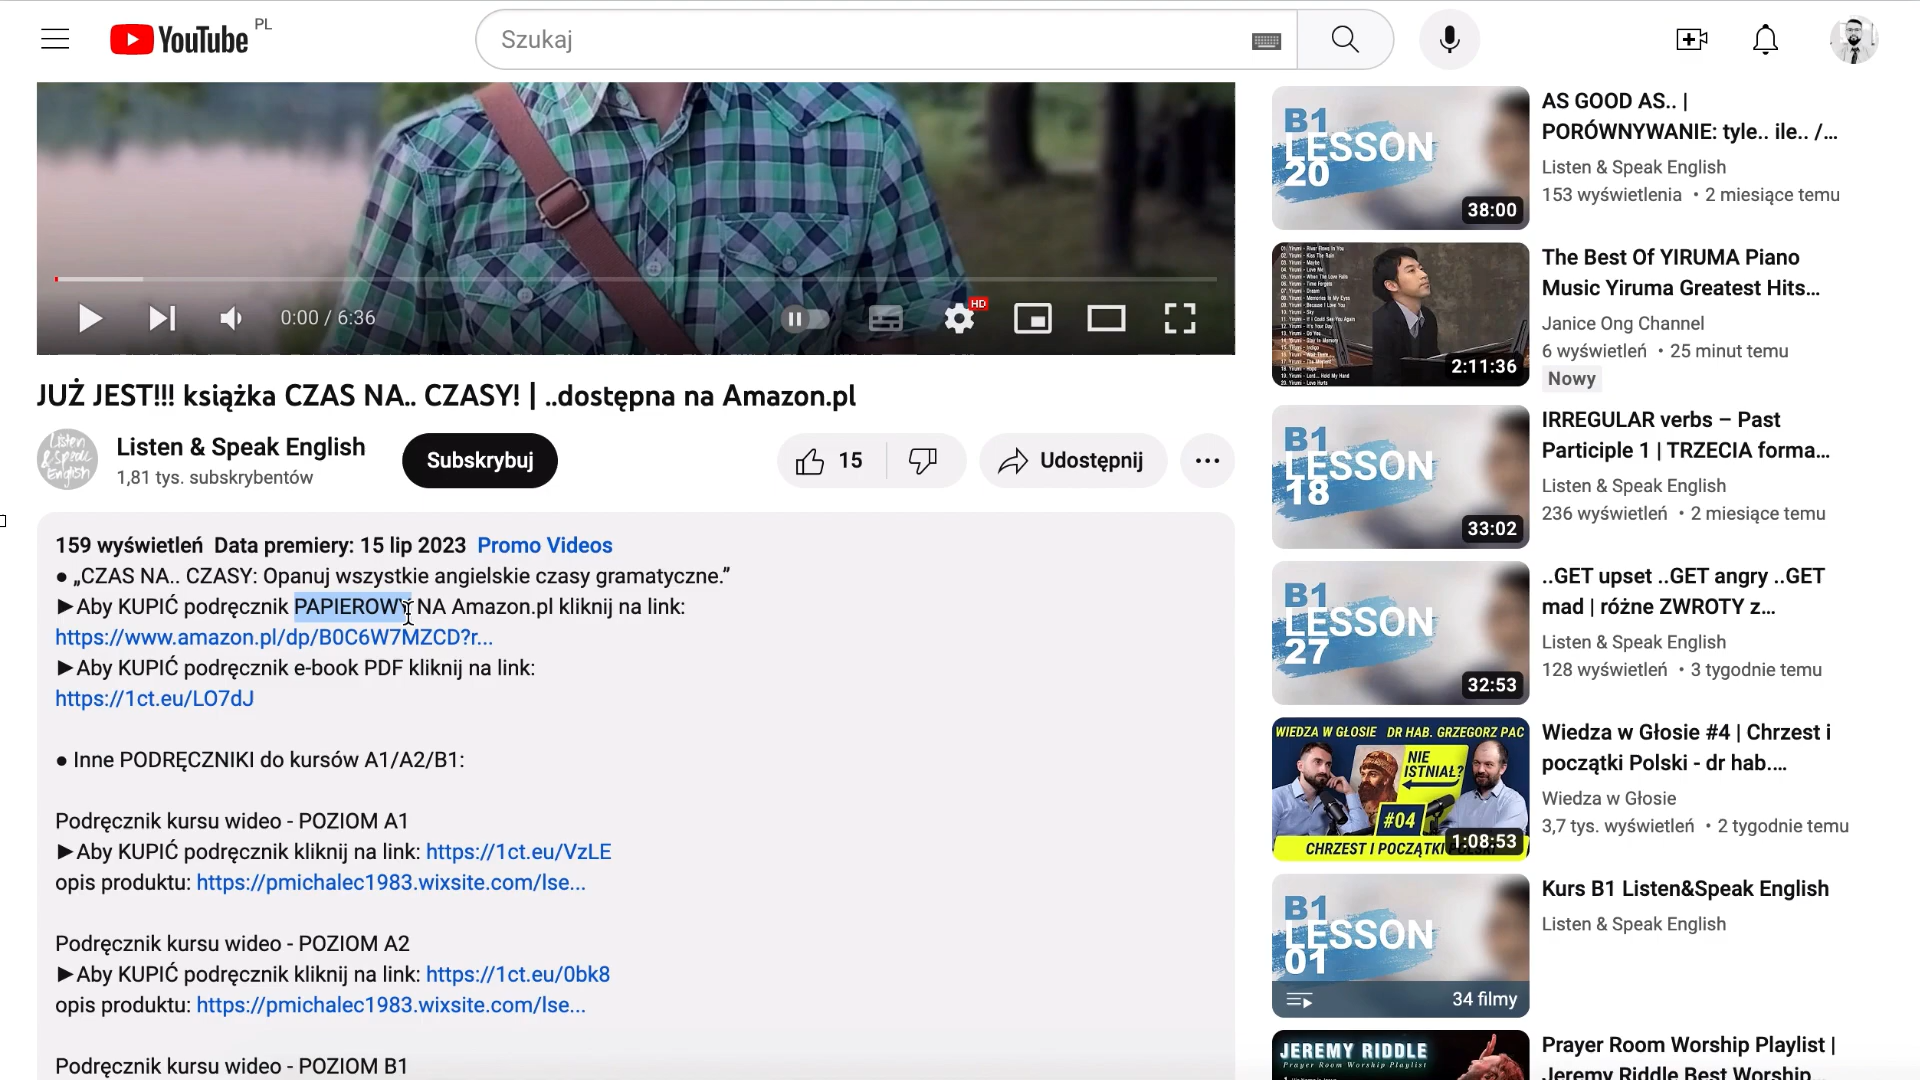 YouTube PL
Szukaj
0:00 / 6:36
HD
JUŻ JEST!!! książka CZAS NA.. CZASY! | ..dostępna na Amazon.pl
Listen & Speak English
Listen & Speak English
1,81 tys. subskrybentów
Subskrybuj
15
Udostępnij
159 wyświetleń Data premiery: 15 lip 2023 Promo Videos
● „CZAS NA.. CZASY: Opanuj wszystkie angielskie czasy gramatyczne.”
►Aby KUPIĆ podręcznik PAPIEROWY NA Amazon.pl kliknij na link:
https://www.amazon.pl/dp/B0C6W7MZCD?r...
►Aby KUPIĆ podręcznik e-book PDF kliknij na link:
https://1ct.eu/LO7dJ
● Inne PODRĘCZNIKI do kursów A1/A2/B1:
Podręcznik kursu wideo - POZIOM A1
►Aby KUPIĆ podręcznik kliknij na link: https://1ct.eu/VzLE
opis produktu: https://pmichalec1983.wixsite.com/lse...
Podręcznik kursu wideo - POZIOM A2
►Aby KUPIĆ podręcznik kliknij na link: https://1ct.eu/0bk8
opis produktu: https://pmichalec1983.wixsite.com/lse...
Podręcznik kursu wideo - POZIOM B1
B1
LESSON
20
38:00
AS GOOD AS.. |
PORÓWNYWANIE: tyle.. ile.. /...
Listen & Speak English
153 wyświetlenia • 2 miesiące temu
2:11:36
The Best Of YIRUMA Piano
Music Yiruma Greatest Hits...
Janice Ong Channel
6 wyświetleń • 25 minut temu
Nowy
B1
LESSON
18
33:02
IRREGULAR verbs – Past
Participle 1 | TRZECIA forma...
Listen & Speak English
236 wyświetleń • 2 miesiące temu
B1
LESSON
27
32:53
..GET upset ..GET angry ..GET
mad | różne ZWROTY z...
Listen & Speak English
128 wyświetleń • 3 tygodnie temu
WIEDZA W GŁOSIE DR HAB. GRZEGORZ PAC
NIE
ISTNIAŁ?
#04
CHRZEST I POCZĄTKI POLSKI
1:08:53
Wiedza w Głosie #4 | Chrzest i
początki Polski - dr hab....
Wiedza w Głosie
3,7 tys. wyświetleń • 2 tygodnie temu
B1
LESSON
01
34 filmy
Kurs B1 Listen&Speak English
Listen & Speak English
JEREMY RIDDLE
Prayer Room Worship Playlist
Prayer Room Worship Playlist |
Jeremy Riddle Best Worship...